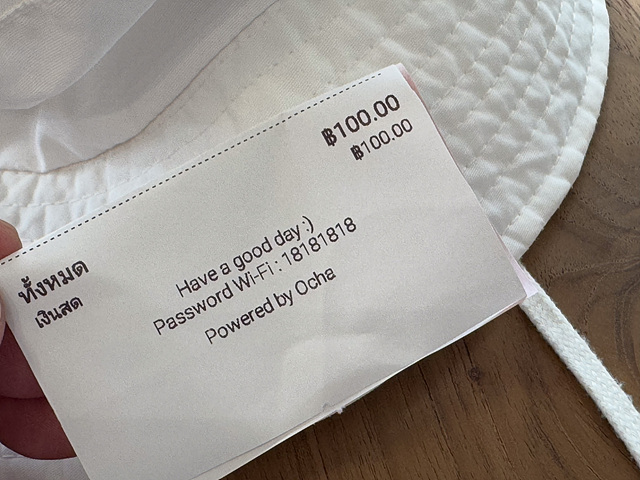 ทั้งหมด ฿100.00
เงินสด ฿100.00
Have a good day :)
Password Wi-Fi : 18181818
Powered by Ocha